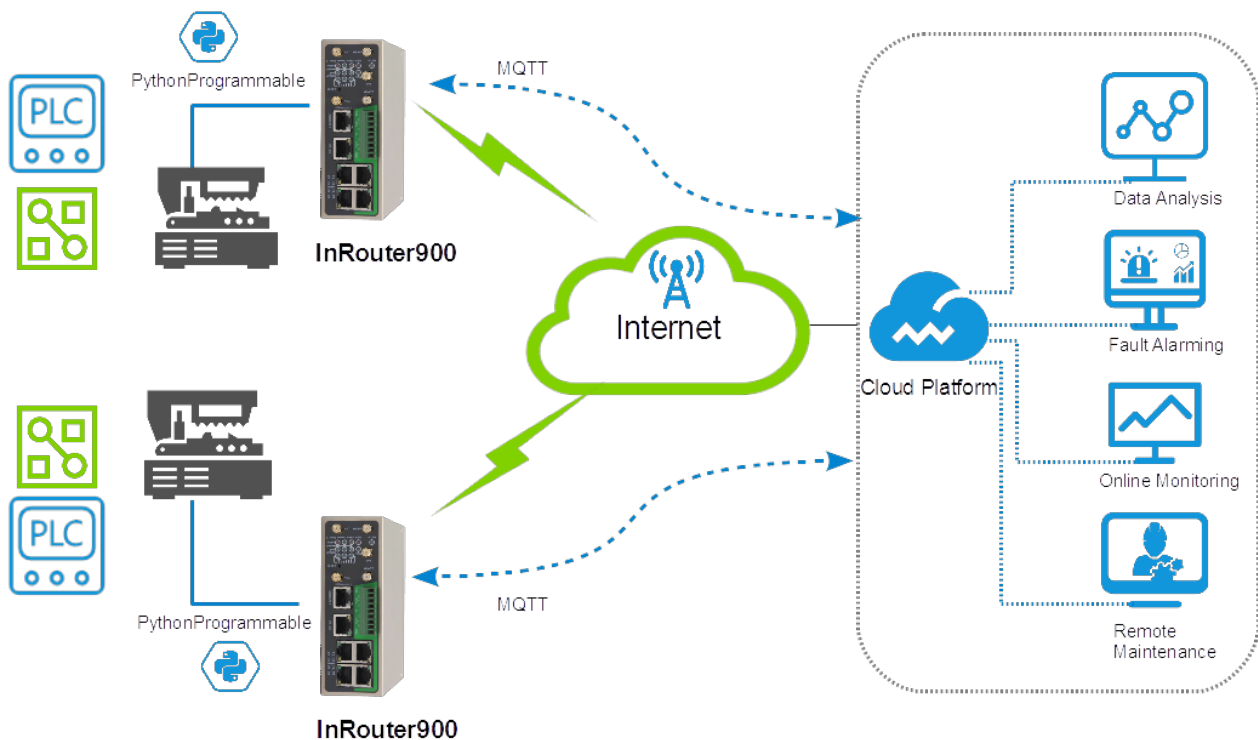 PythonProgrammable
MQTT
PLC
InRouter900
Data Analysis
Internet
Fault Alarming
Cloud Platform
Online Monitoring
PLC
MQTT
PythonProgrammable
Remote
Maintenance
InRouter900